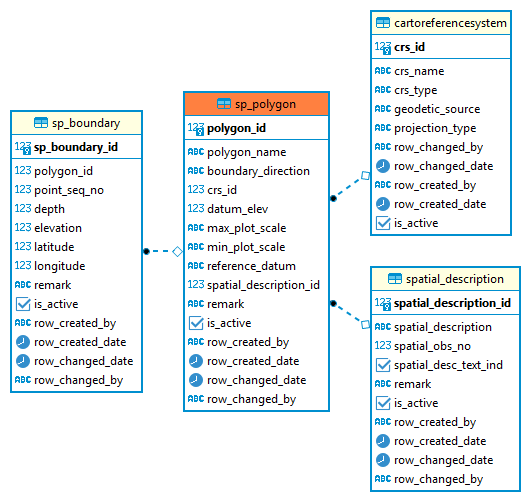 sp_boundary
123 sp_boundary_id
123 polygon_id
123 point_seq_no
123 depth
123 elevation
123 latitude
123 longitude
ABC remark
is_active
ABC row_created_by
row_created_date
row_changed_date
ABC row_changed_by
sp_polygon
123 polygon_id
ABC polygon_name
ABC boundary_direction
123 crs_id
123 datum_elev
ABC max_plot_scale
ABC min_plot_scale
ABC reference_datum
123 spatial_description_id
ABC remark
is_active
ABC row_created_by
row_created_date
row_changed_date
ABC row_changed_by
cartoreferencesystem
123 crs_id
ABC crs_name
ABC crs_type
ABC geodetic_source
ABC projection_type
ABC row_changed_by
row_changed_date
ABC row_created_by
row_created_date
is_active
spatial_description
123 spatial_description_id
ABC spatial_description
123 spatial_obs_no
spatial_desc_text_ind
ABC remark
is_active
ABC row_created_by
row_created_date
row_changed_date
ABC row_changed_by